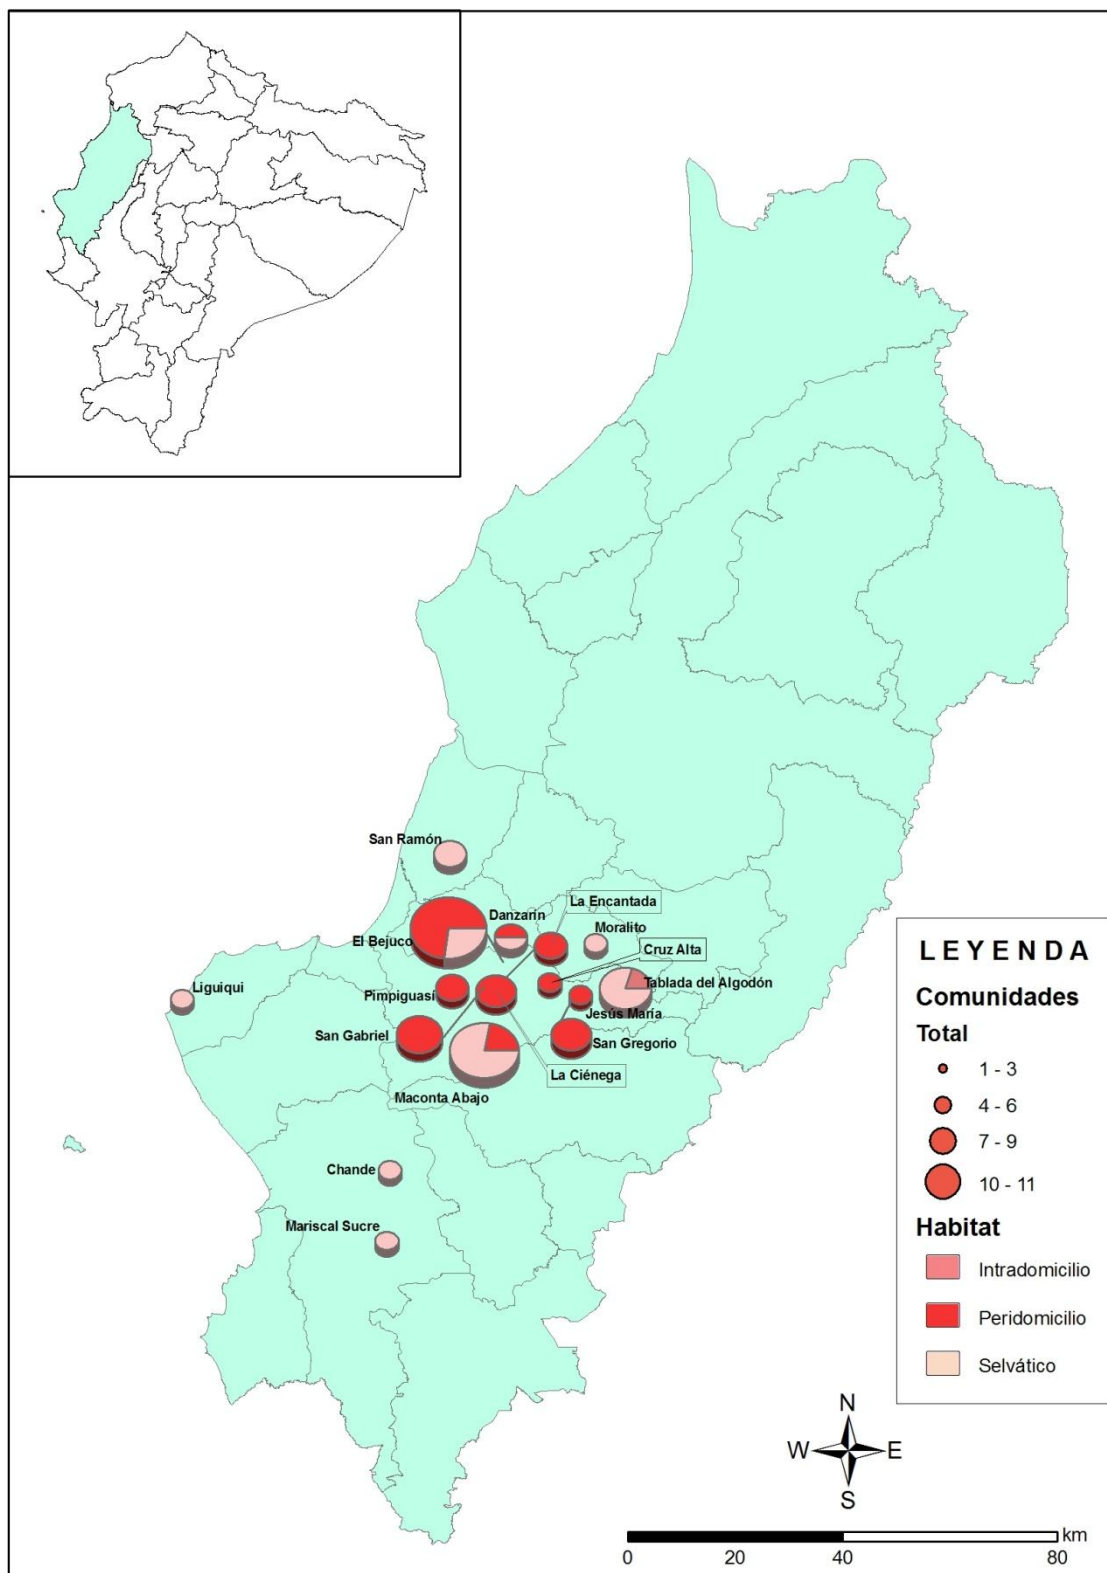 San Ramón
La Encantada
Danzarín
Moralito
El Bejuco
Cruz Alta
Tablada del Algodón
Liguiqui
Pimpiguasí
Jesús María
San Gabriel
San Gregorio
La Ciénega
Maconta Abajo
Chande
Mariscal Sucre
LEYENDA
Comunidades
Total
1 - 3
4 - 6
7 - 9
10 - 11
Habitat
Intradomicilio
Peridomicilio
Selvático
N
W E
S
km
0 20 40 80